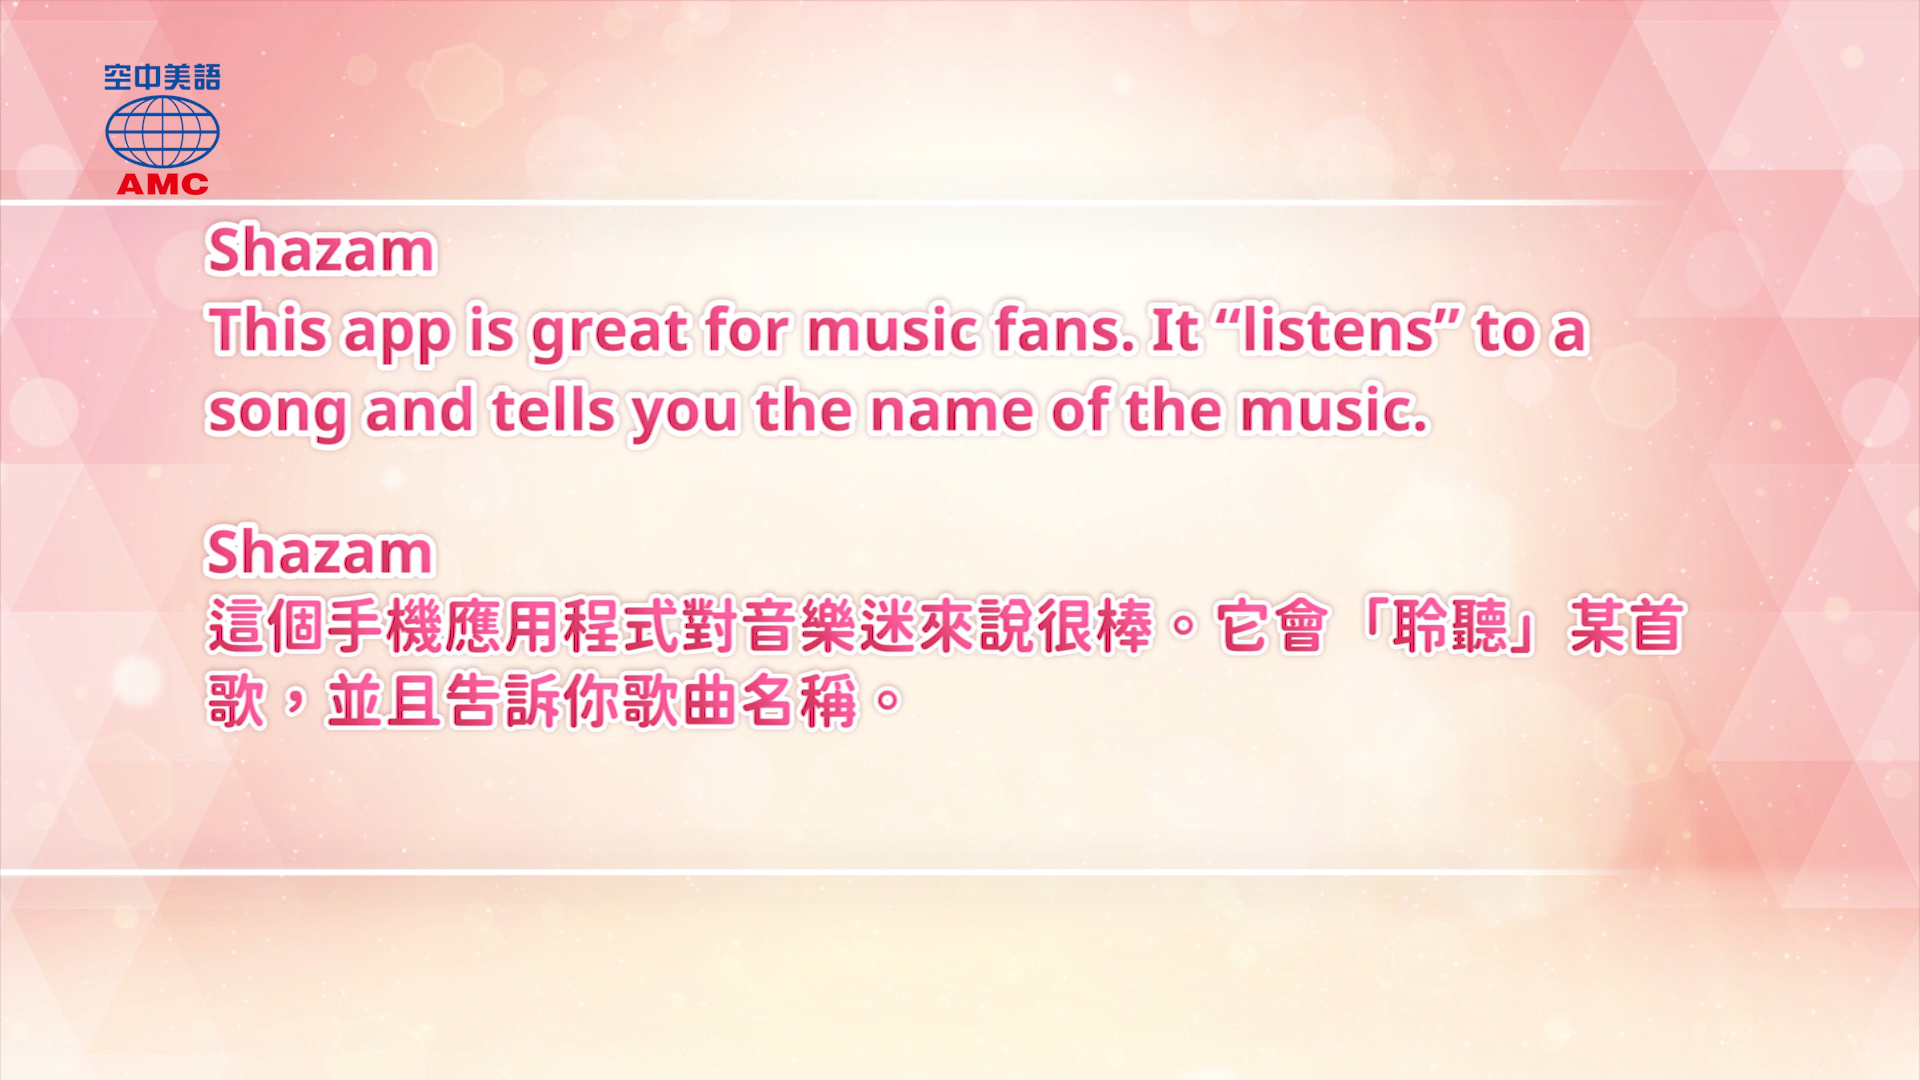 空中美語
AMC
Shazam
This app is great for music fans. It “listens” to a
song and tells you the name of the music.
Shazam
這個手機應用程式對音樂迷來說很棒。它會「聆聽」某首
歌，並且告訴你歌曲名稱。